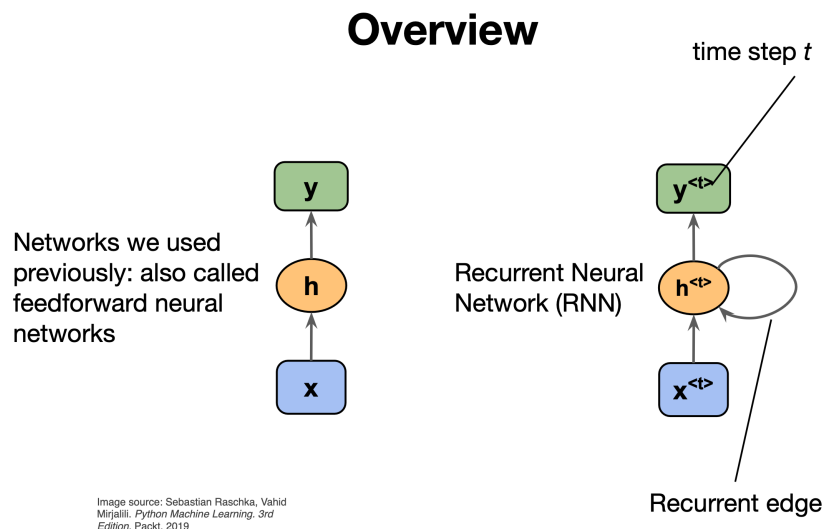 Overview
time step t
y
y<t>
Networks we used
previously: also called
feedforward neural
networks
h
Recurrent Neural
Network (RNN)
h<t>
x
x<t>
Recurrent edge
Image source: Sebastian Raschka, Vahid
Mirjalili. Python Machine Learning. 3rd
Edition. Packt, 2019